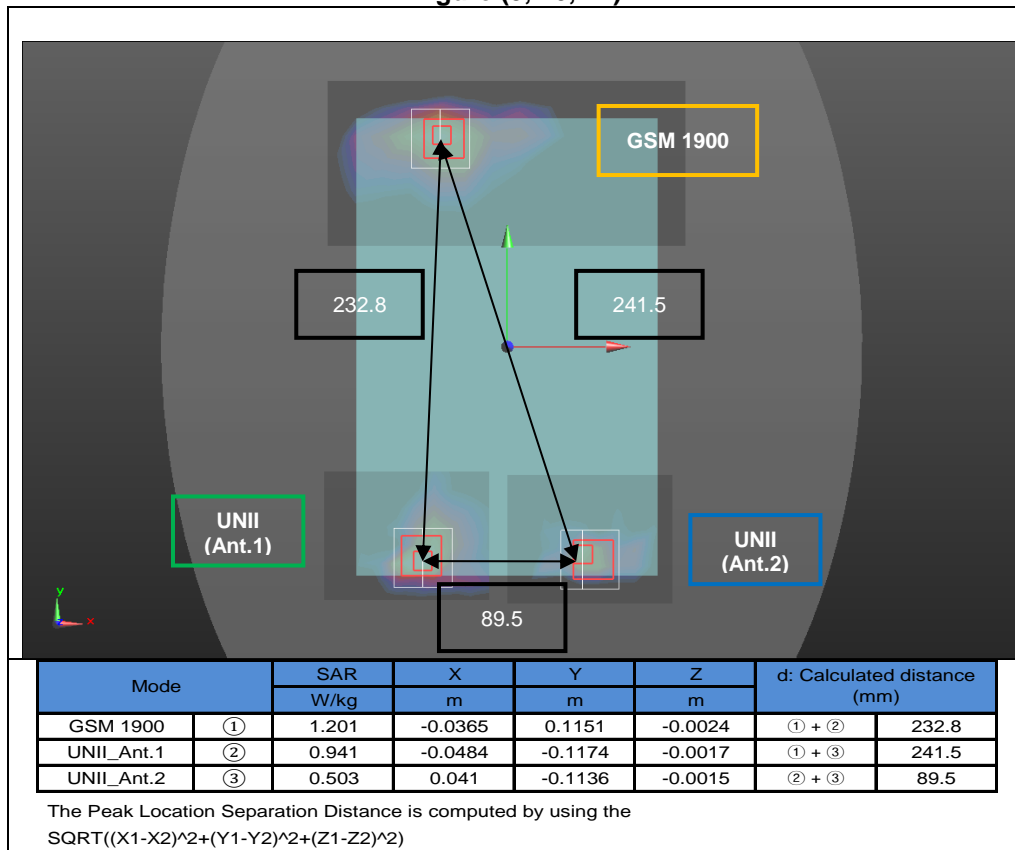 GSM 1900
232.8
241.5
UNII
(Ant.1)
UNII
(Ant.2)
89.5
y
x
Mode SAR X Y Z d: Calculated distance (mm)
W/kg m m m
GSM 1900 ① 1.201 -0.0365 0.1151 -0.0024 ① + ② 232.8
UNII_Ant.1 ② 0.941 -0.0484 -0.1174 -0.0017 ① + ③ 241.5
UNII_Ant.2 ③ 0.503 0.041 -0.1136 -0.0015 ② + ③ 89.5
The Peak Location Separation Distance is computed by using the
SQRT((X1-X2)^2+(Y1-Y2)^2+(Z1-Z2)^2)